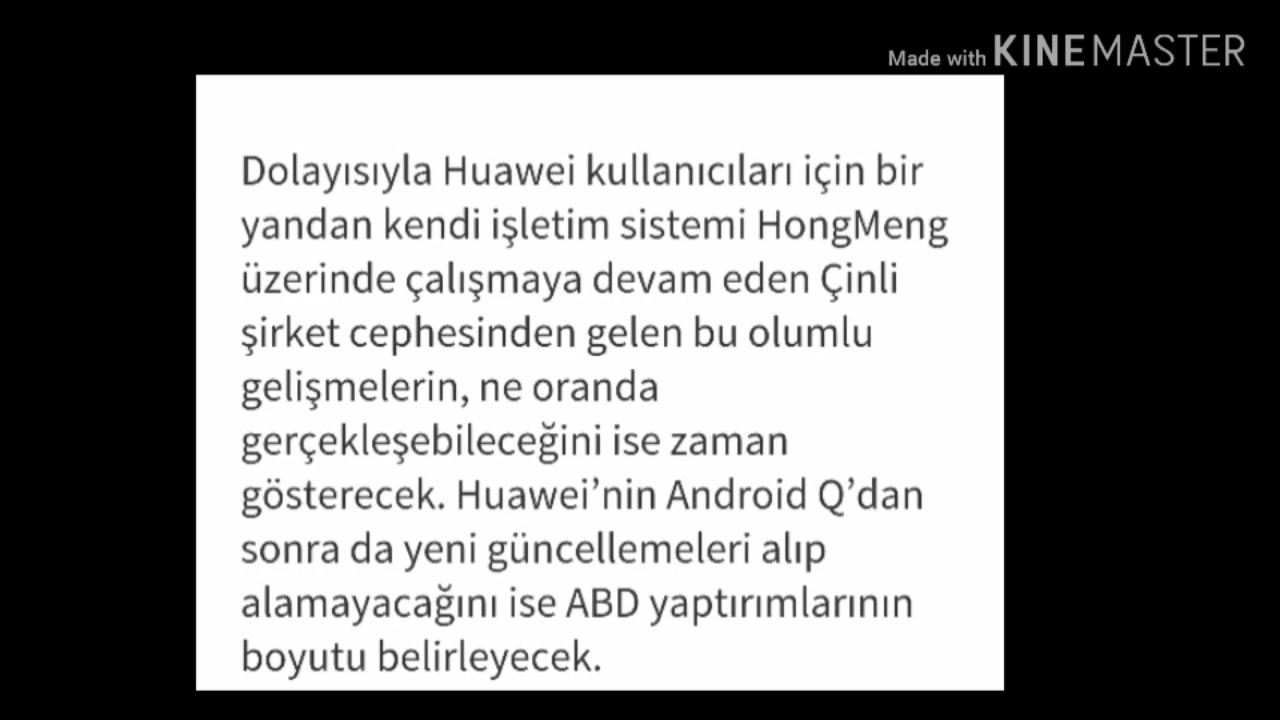 Made with KINEMASTER
Dolayısıyla Huawei kullanıcıları için bir
yandan kendi işletim sistemi HongMeng
üzerinde çalışmaya devam eden Çinli
şirket cephesinden gelen bu olumlu
gelişmelerin, ne oranda
gerçekleşebileceğini ise zaman
gösterecek. Huawei’nin Android Q’dan
sonra da yeni güncellemeleri alıp
alamayacağını ise ABD yaptırımlarının
boyutu belirleyecek.